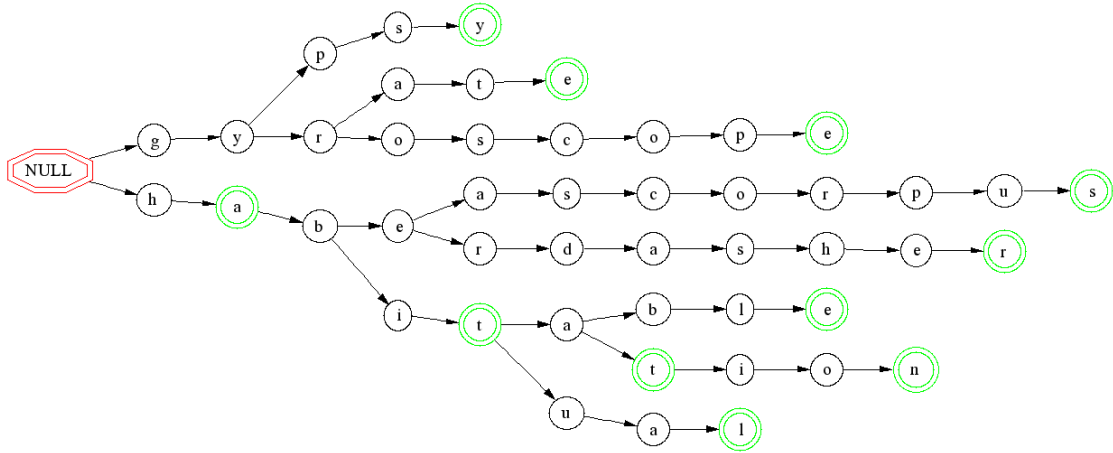 p s y
a t e
g y r o s c o p e
NULL
h a b e a s c o r p u s
r d a s h e r
i t a b l e
t i o n
u a l